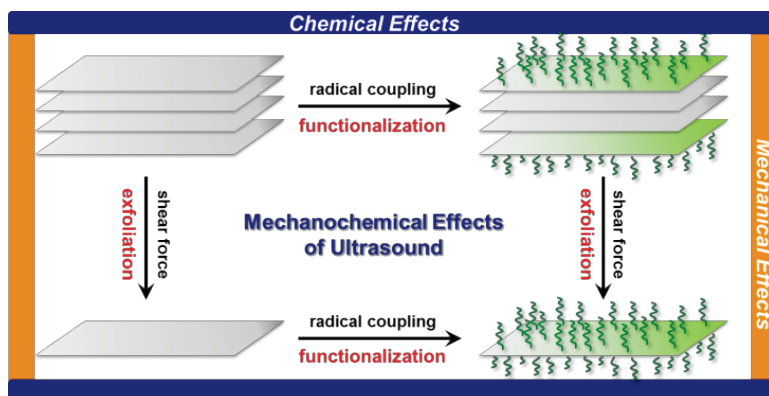 Chemical Effects
radical coupling
functionalization
shear force
exfoliation
Mechanochemical Effects
of Ultrasound
shear force
exfoliation
Mechanical Effects
radical coupling
functionalization